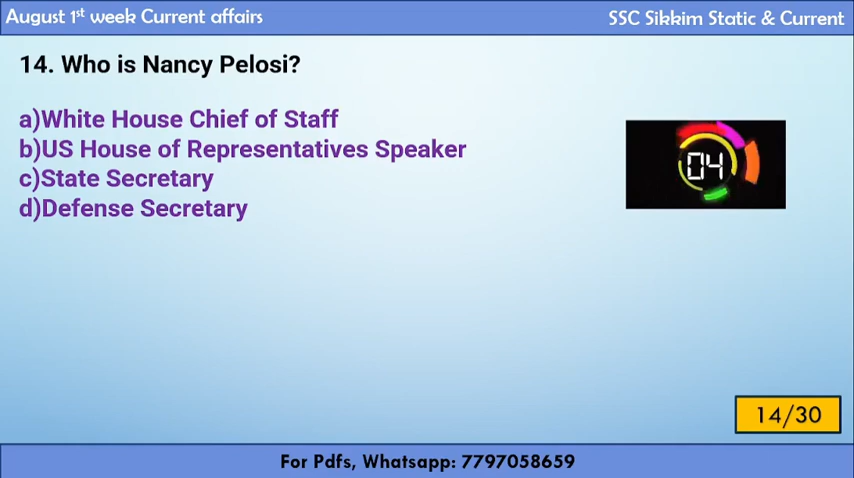 August 1st week Current affairs
SSC Sikkim Static & Current
14. Who is Nancy Pelosi?
a)White House Chief of Staff
b)US House of Representatives Speaker
c)State Secretary
d)Defense Secretary
04
14/30
For Pdfs, Whatsapp: 7797058659